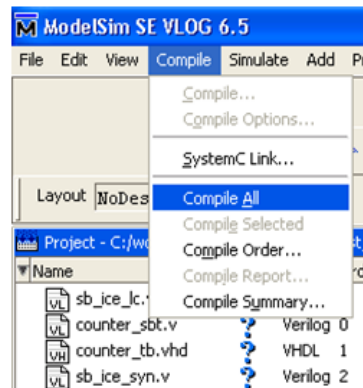 ModelSim SE VLOG 6.5
File Edit View Compile Simulate Add
Compile...
Compile Options...
SystemC Link...
Layout NoDes
Compile All
Compile Selected
Project - C:/wo
Compile Order...
Name
Compile Report...
sb_ice_lc.
Compile Summary...
counter_sbt.v ? Verilog 0
counter_tb.vhd ? VHDL 1
sb_ice_syn.v ? Verilog 2